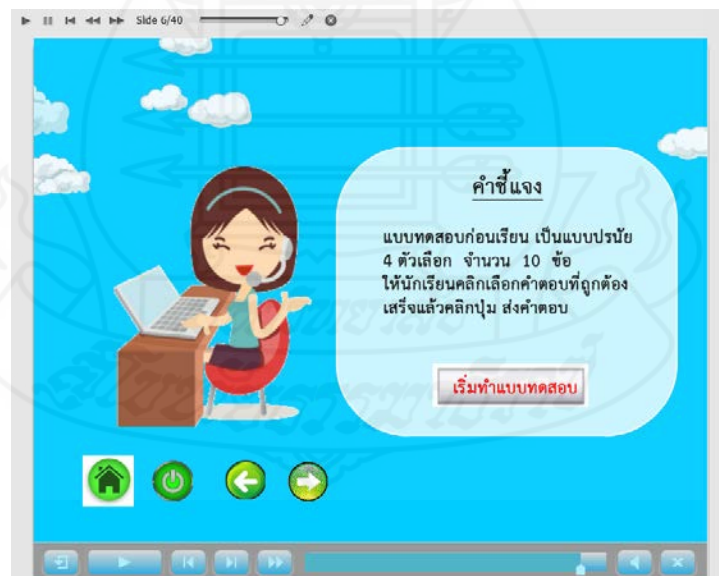 Slide 6/40
คำชี้แจง
แบบทดสอบก่อนเรียน เป็นแบบปรนัย
4 ตัวเลือก จำนวน 10 ข้อ
ให้นักเรียนคลิกเลือกคำตอบที่ถูกต้อง
เสร็จแล้วคลิกปุ่ม ส่งคำตอบ
เริ่มทำแบบทดสอบ